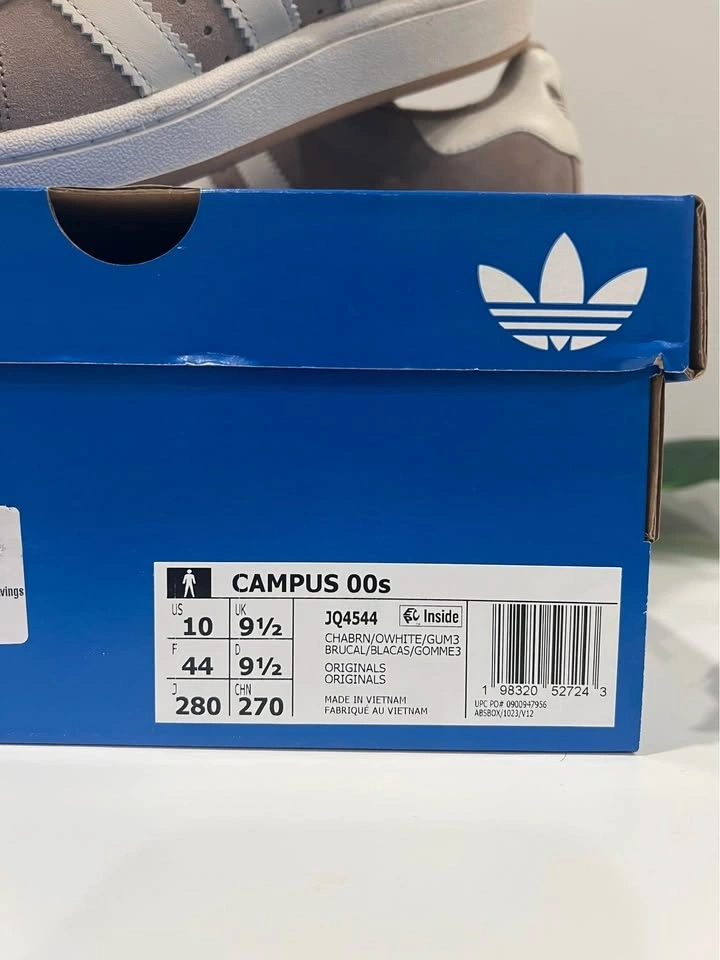 vings
CAMPUS 00s
US 10 UK 9½
F 44 D 9½
J 280 CHN 270
JQ4544 Inside
CHABRN/OWHITE/GUM3
BRUCAL/BLACAS/GOMME3
ORIGINALS
ORIGINALS
MADE IN VIETNAM
FABRIQUÉ AU VIETNAM
1 98320 52724 3
UPC PO# 0900947956
ABSBOX/1023/V12